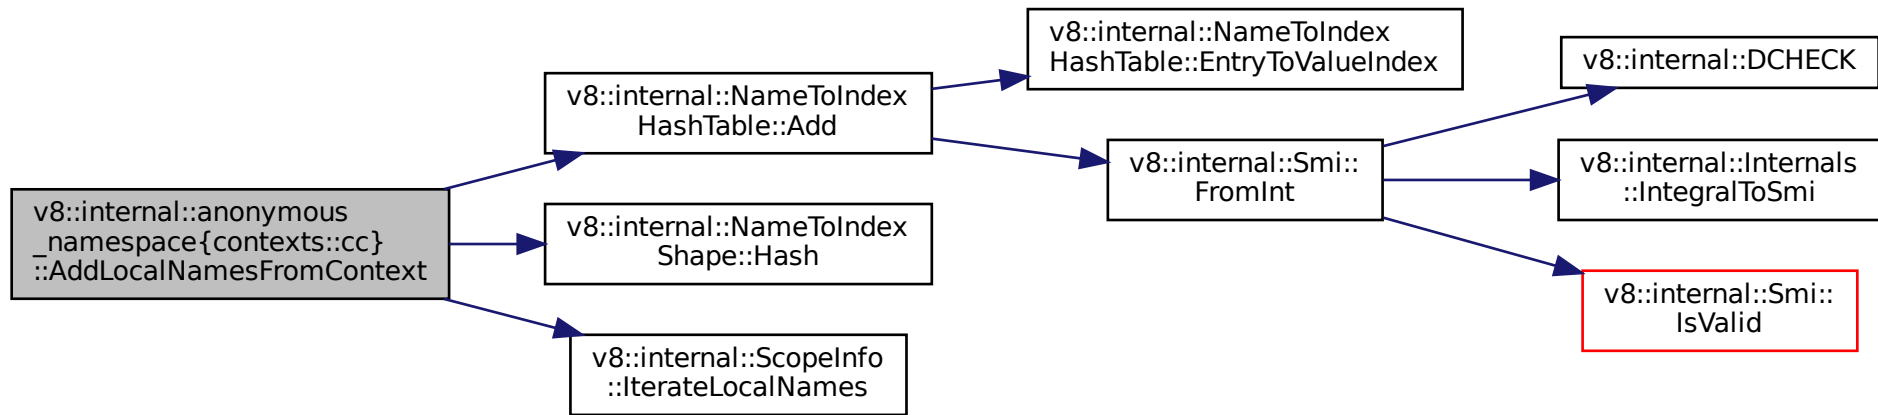 v8::internal::anonymous
_namespace{contexts::cc}
::AddLocalNamesFromContext
v8::internal::NameToIndex
HashTable::Add
v8::internal::NameToIndex
Shape::Hash
v8::internal::ScopeInfo
::IterateLocalNames
v8::internal::NameToIndex
HashTable::EntryToValueIndex
v8::internal::Smi::
FromInt
v8::internal::DCHECK
v8::internal::Internals
::IntegralToSmi
v8::internal::Smi::
IsValid